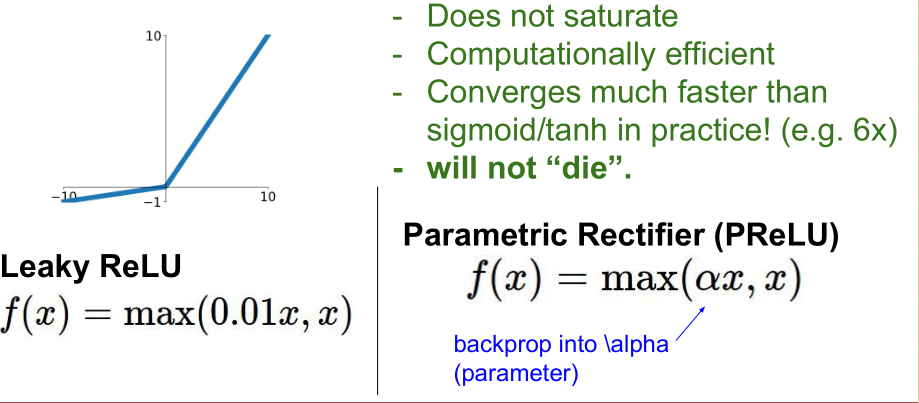 10
−10
−1
10
Leaky ReLU
f(x) = max(0.01x, x)
- Does not saturate
- Computationally efficient
- Converges much faster than
sigmoid/tanh in practice! (e.g. 6x)
- will not “die”.
Parametric Rectifier (PReLU)
f(x) = max(αx, x)
backprop into \alpha
(parameter)